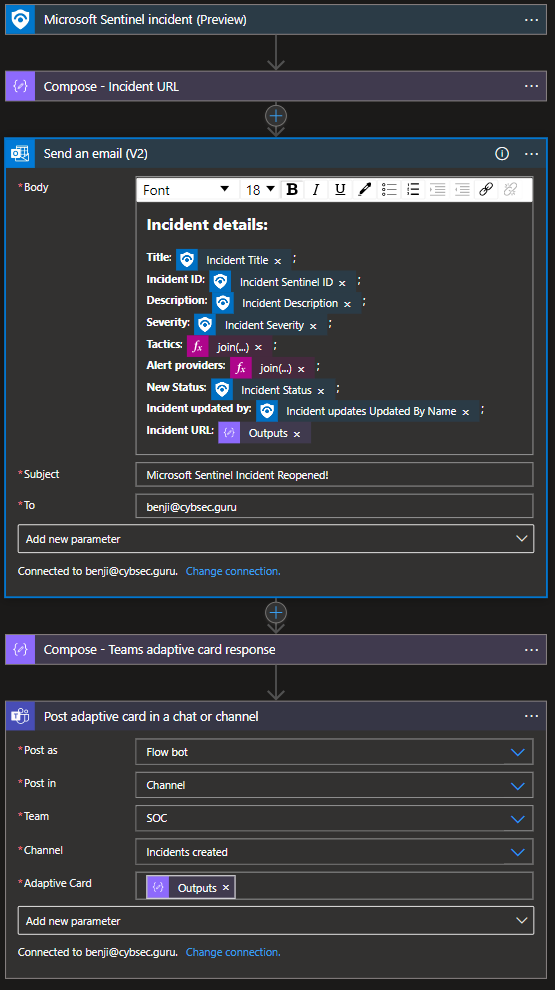 Microsoft Sentinel incident (Preview)
Compose - Incident URL
Send an email (V2)
*Body
Font 18 B I U
Incident details:
Title: Incident Title × ;
Incident ID: Incident Sentinel ID × ;
Description: Incident Description × ;
Severity: Incident Severity × ;
Tactics: fx join(...) × ;
Alert providers: fx join(...) × ;
New Status: Incident Status × ;
Incident updated by: Incident updates Updated By Name × ;
Incident URL: Outputs ×
*Subject Microsoft Sentinel Incident Reopened!
*To benji@cybsec.guru
Add new parameter
Connected to benji@cybsec.guru. Change connection.
Compose - Teams adaptive card response
Post adaptive card in a chat or channel
*Post as Flow bot
*Post in Channel
*Team SOC
*Channel Incidents created
*Adaptive Card Outputs ×
Add new parameter
Connected to benji@cybsec.guru. Change connection.